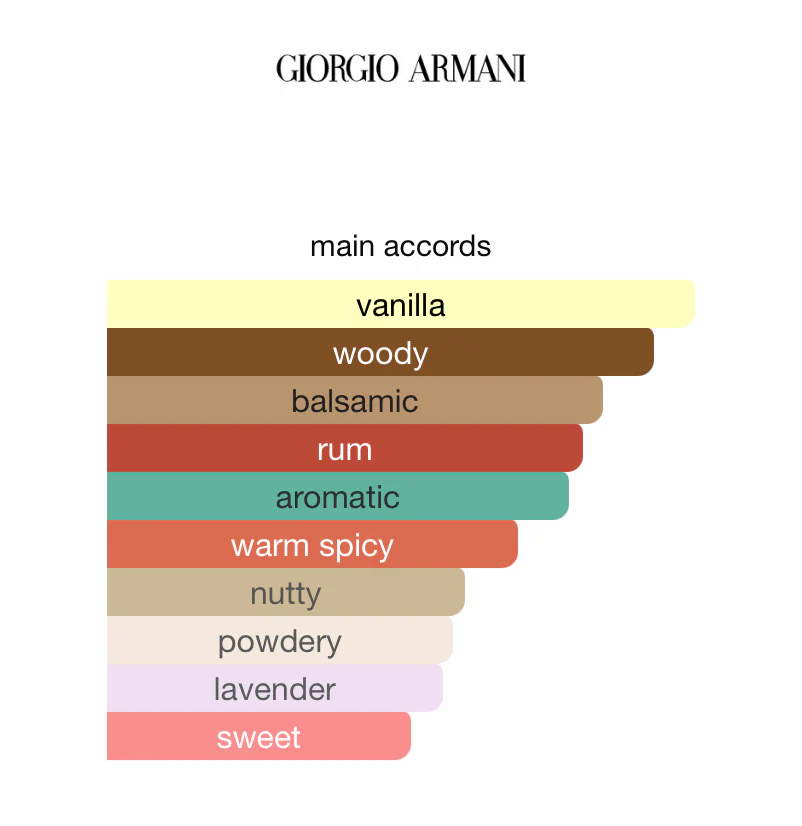 GIORGIO ARMANI
main accords
vanilla
woody
balsamic
rum
aromatic
warm spicy
nutty
powdery
lavender
sweet